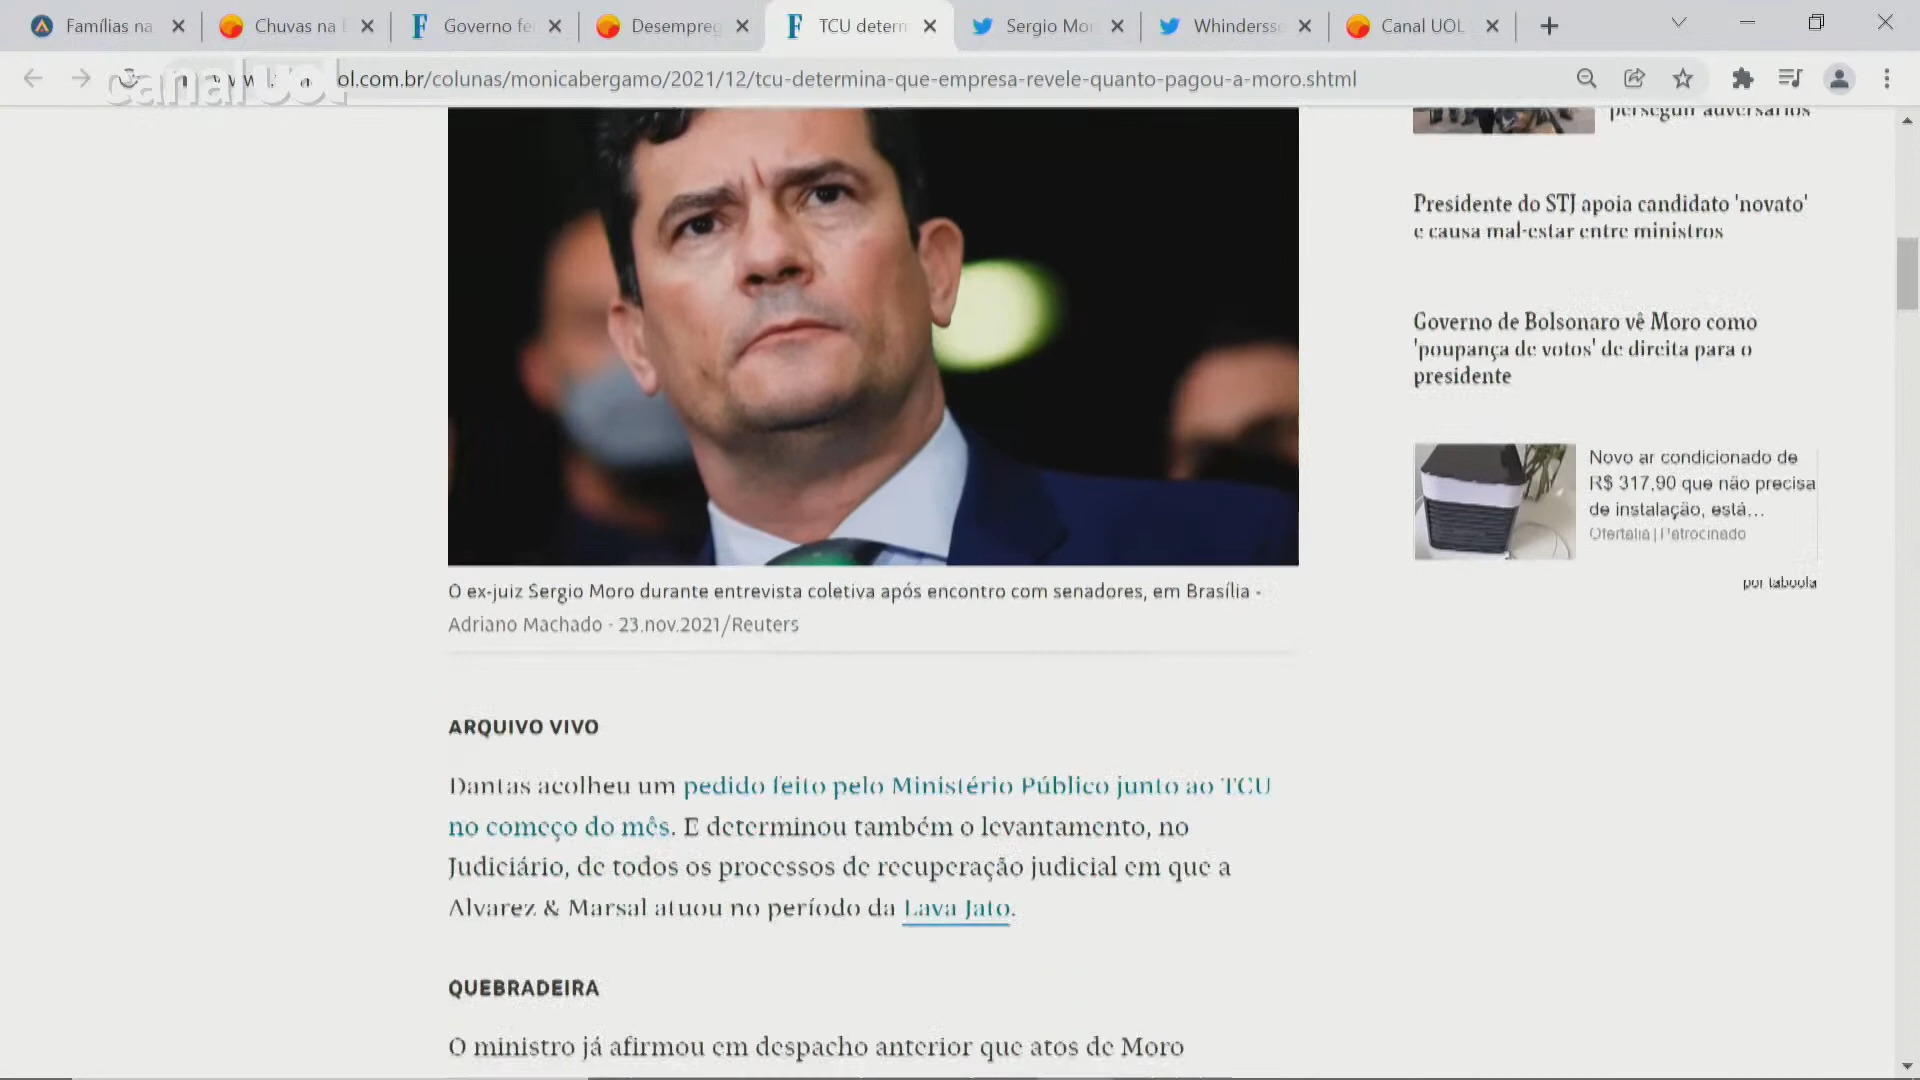 Famílias na
Chuvas na
Governo fe
Desempreg
TCU determ
Sergio Mor
Whindersso
Canal UOL
canal UOL
ol.com.br/colunas/monicabergamo/2021/12/tcu-determina-que-empresa-revele-quanto-pagou-a-moro.shtml
perseguir adversários
Presidente do STJ apoia candidato 'novato'
e causa mal-estar entre ministros
Governo de Bolsonaro vê Moro como
'poupança de votos' de direita para o
presidente
Novo ar condicionado de
R$ 317,90 que não precisa
de instalação, está...
Ofertalia | Patrocinado
por taboola
O ex-juiz Sergio Moro durante entrevista coletiva após encontro com senadores, em Brasília -
Adriano Machado - 23.nov.2021/Reuters
ARQUIVO VIVO
Dantas acolheu um pedido feito pelo Ministério Público junto ao TCU
no começo do mês. E determinou também o levantamento, no
Judiciário, de todos os processos de recuperação judicial em que a
Alvarez & Marsal atuou no período da Lava Jato.
QUEBRADEIRA
O ministro já afirmou em despacho anterior que atos de Moro